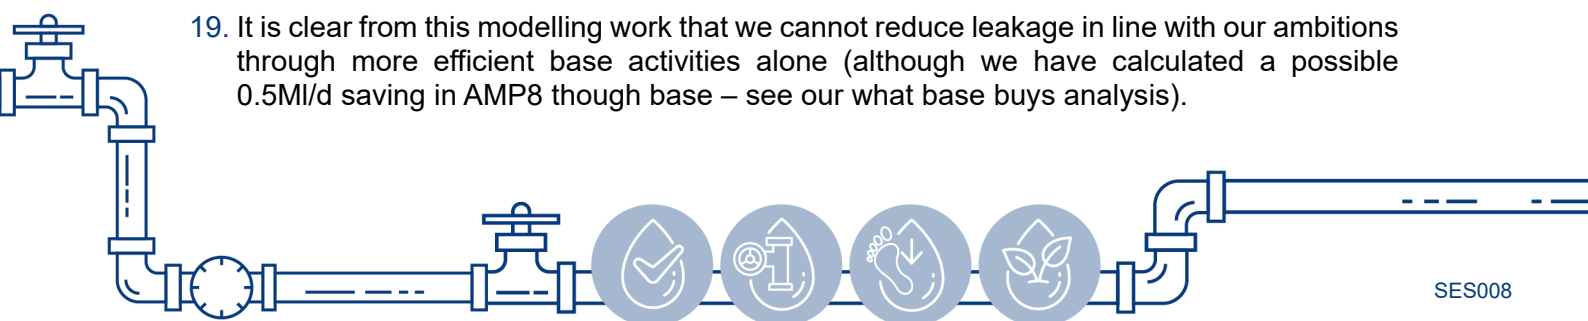 19. It is clear from this modelling work that we cannot reduce leakage in line with our ambitions
through more efficient base activities alone (although we have calculated a possible
0.5Ml/d saving in AMP8 though base – see our what base buys analysis).
SES008